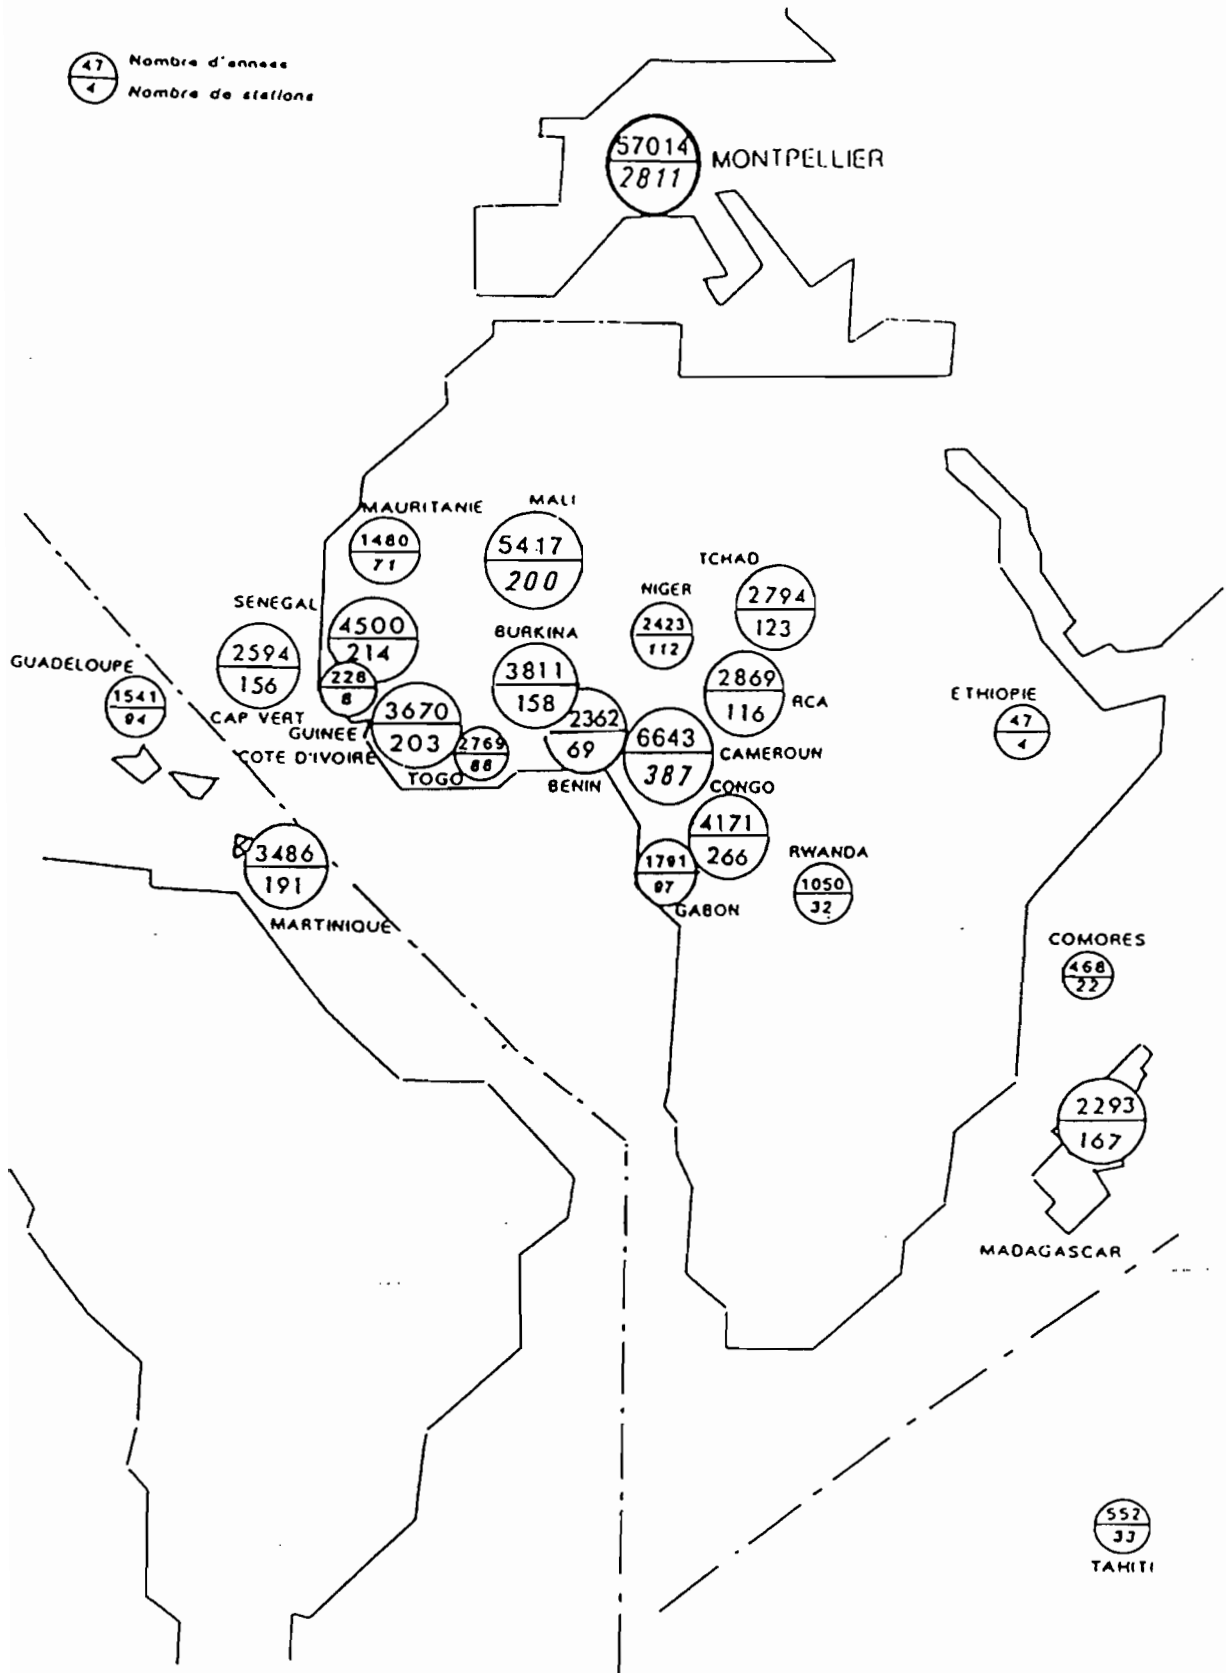 47 Nombre d'annees
4 Nombre de stations
57014
2811
MONTPELLIER
MAURITANIE
1480
71
MALI
5417
200
TCHAD
2794
123
NIGER
2423
112
SENEGAL
4500
214
BURKINA
3811
158
2594
156
CAP VERT
GUADELOUPE
1541
94
228
8
GUINEE
3670
203
COTE D'IVOIRE
2769
88
TOGO
2362
69
BENIN
2869
116
RCA
6643
387
CAMEROUN
ETHIOPIE
47
4
CONGO
4171
266
1791
97
GABON
RWANDA
1050
32
3486
191
MARTINIQUE
COMORES
468
22
2293
167
MADAGASCAR
552
33
TAHITI